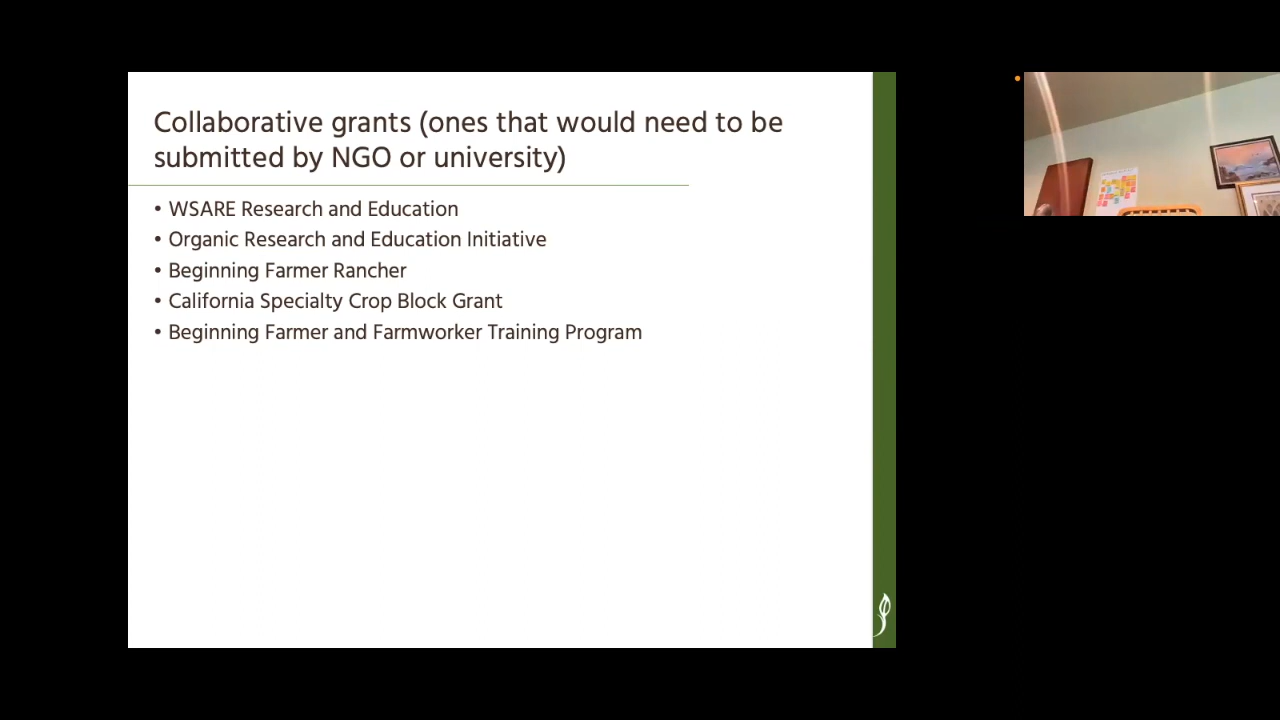 Collaborative grants (ones that would need to be
submitted by NGO or university)
• WSARE Research and Education
• Organic Research and Education Initiative
• Beginning Farmer Rancher
• California Specialty Crop Block Grant
• Beginning Farmer and Farmworker Training Program